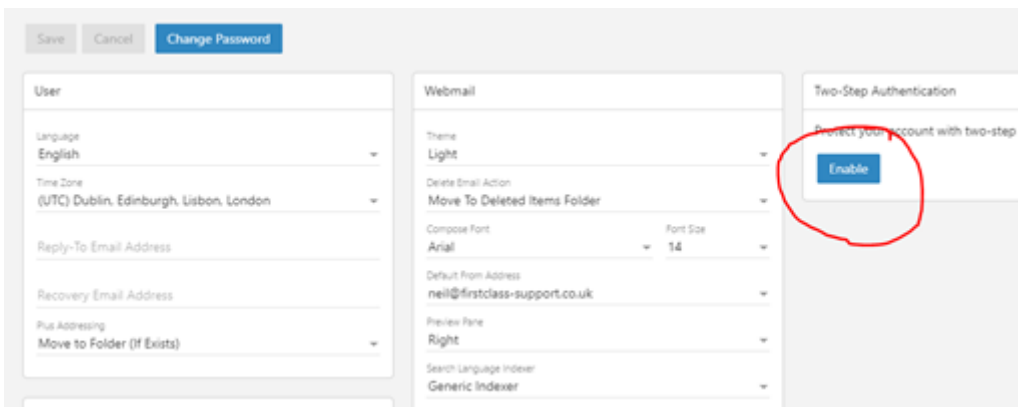 Save Cancel Change Password
User
Language
English
Time Zone
(UTC) Dublin, Edinburgh, Lisbon, London
Reply-To Email Address
Recovery Email Address
Plus Addressing
Move to Folder (If Exists)
Webmail
Theme
Light
Delete Email Action
Move To Deleted Items Folder
Compose Font Font Size
Arial 14
Default From Address
neil@firstclass-support.co.uk
Preview Pane
Right
Search Language Indexer
Generic Indexer
Two-Step Authentication
Protect your account with two-step
Enable